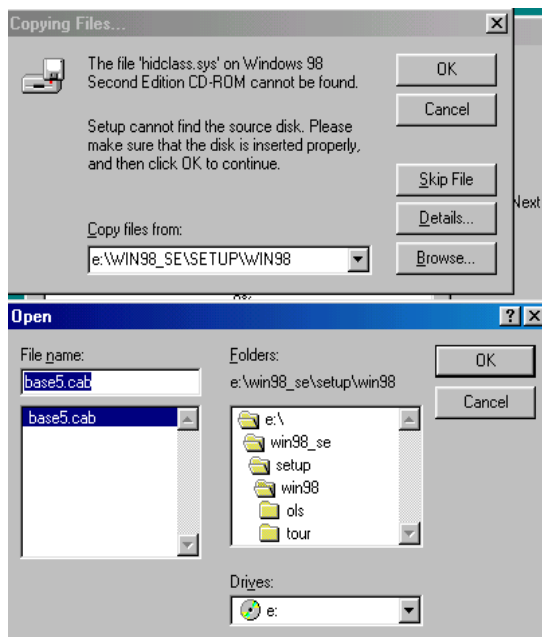 Copying Files...
The file 'hidclass.sys' on Windows 98
Second Edition CD-ROM cannot be found.
Setup cannot find the source disk. Please
make sure that the disk is inserted properly,
and then click OK to continue.
Copy files from:
e:\WIN98_SE\SETUP\WIN98
OK
Cancel
Skip File
Details...
Browse...
Next
0%
Open
File name:
base5.cab
base5.cab
Folders:
e:\win98_se\setup\win98
e:\
win98_se
setup
win98
ols
tour
Drives:
e:
OK
Cancel